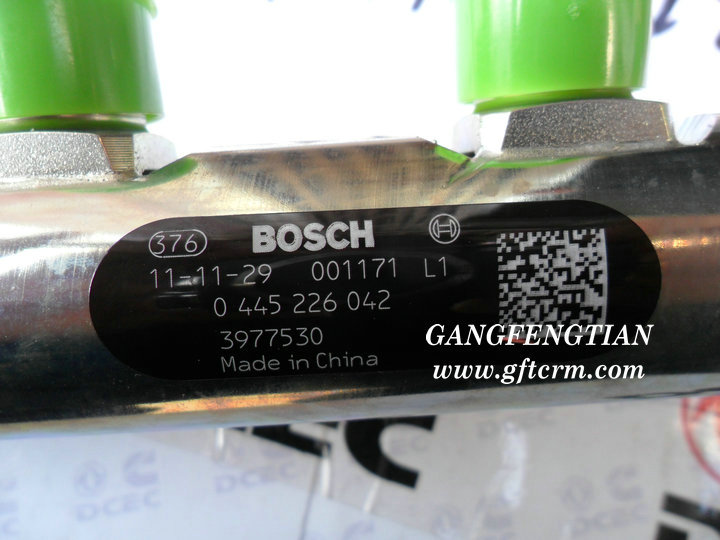 376 BOSCH
11-11-29 001171 L1
0 445 226 042
3977530
Made in China
GANGFENGTIAN
www.gftcrm.com
DCEC
DCEC